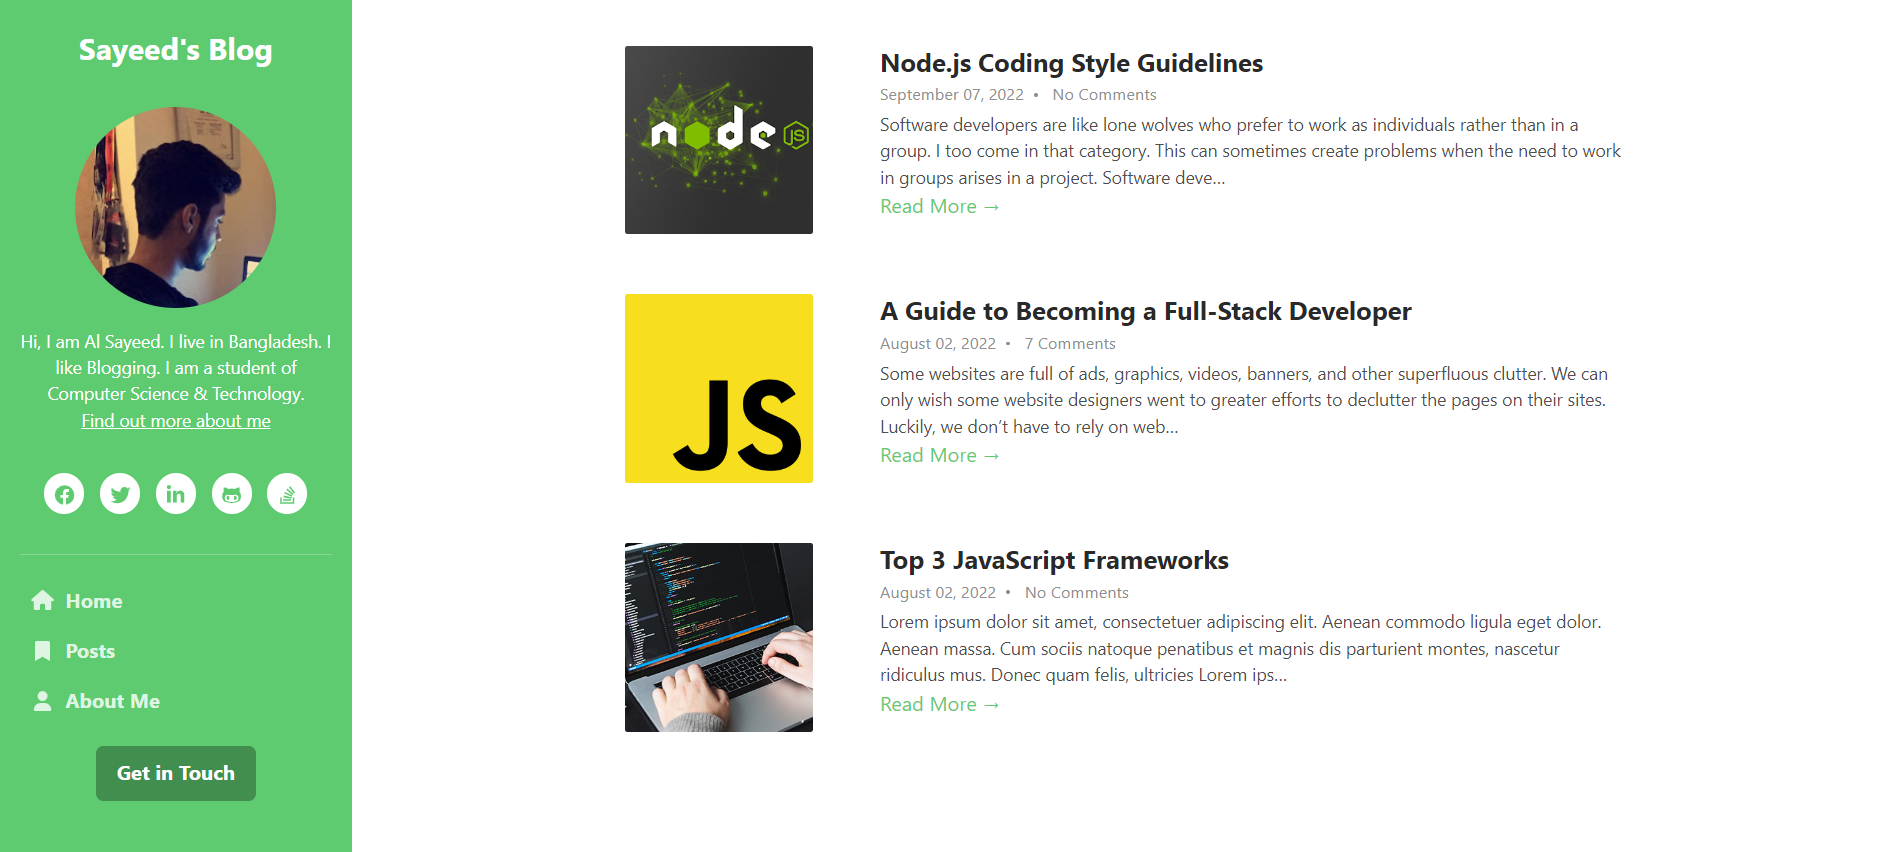 Sayeed's Blog
Hi, I am Al Sayeed. I live in Bangladesh. I
like Blogging. I am a student of
Computer Science & Technology.
Find out more about me
Home
Posts
About Me
Get in Touch
node JS
Node.js Coding Style Guidelines
September 07, 2022 • No Comments
Software developers are like lone wolves who prefer to work as individuals rather than in a
group. I too come in that category. This can sometimes create problems when the need to work
in groups arises in a project. Software deve...
Read More →
JS
A Guide to Becoming a Full-Stack Developer
August 02, 2022 • 7 Comments
Some websites are full of ads, graphics, videos, banners, and other superfluous clutter. We can
only wish some website designers went to greater efforts to declutter the pages on their sites.
Luckily, we don’t have to rely on web...
Read More →
Top 3 JavaScript Frameworks
August 02, 2022 • No Comments
Lorem ipsum dolor sit amet, consectetuer adipiscing elit. Aenean commodo ligula eget dolor.
Aenean massa. Cum sociis natoque penatibus et magnis dis parturient montes, nascetur
ridiculus mus. Donec quam felis, ultricies Lorem ips...
Read More →